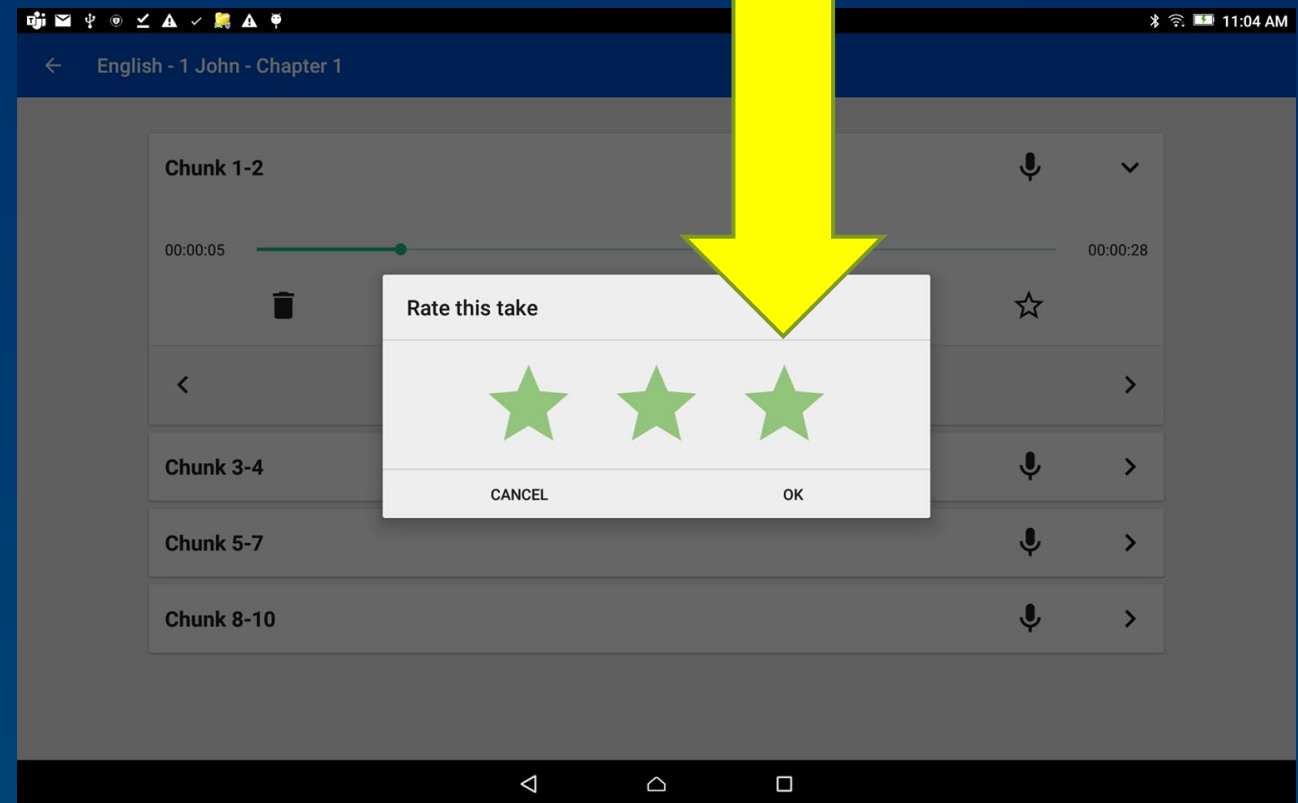 11:04 AM
English - 1 John - Chapter 1
Chunk 1-2
00:00:05
00:00:28
Rate this take
CANCEL
OK
Chunk 3-4
Chunk 5-7
Chunk 8-10